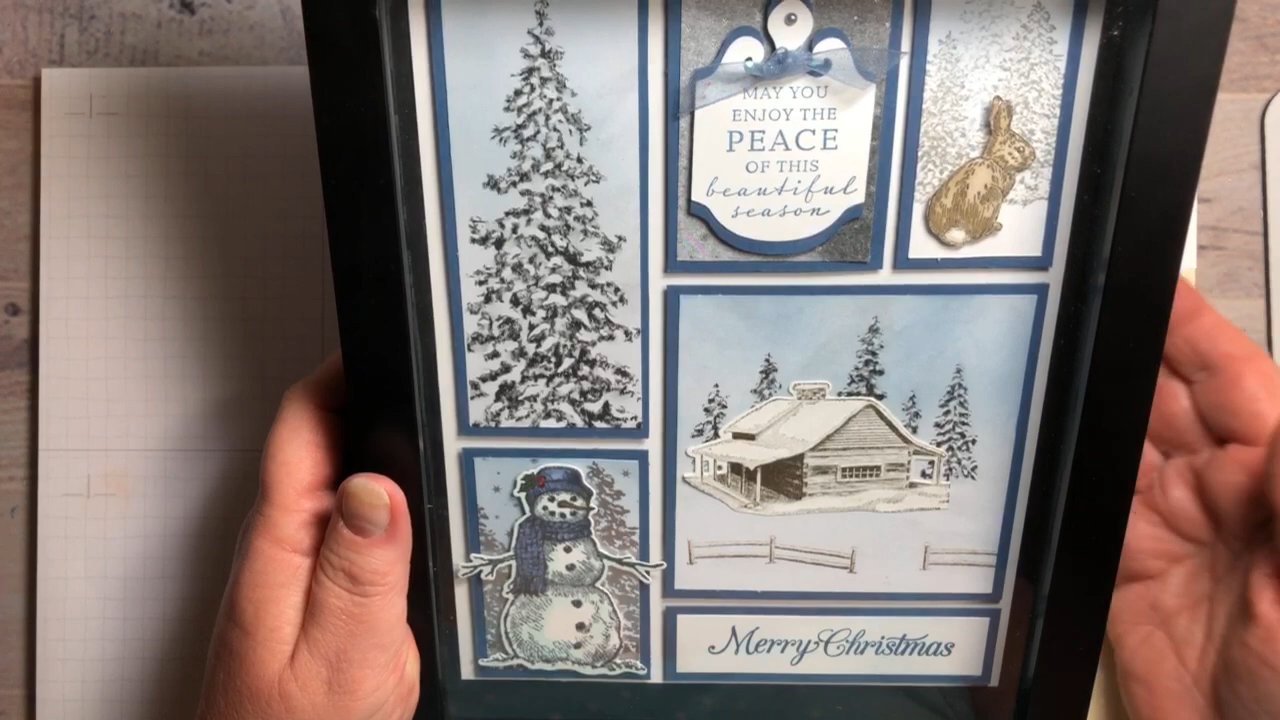 MAY YOU
ENJOY THE
PEACE
OF THIS
beautiful
season
Merry Christmas